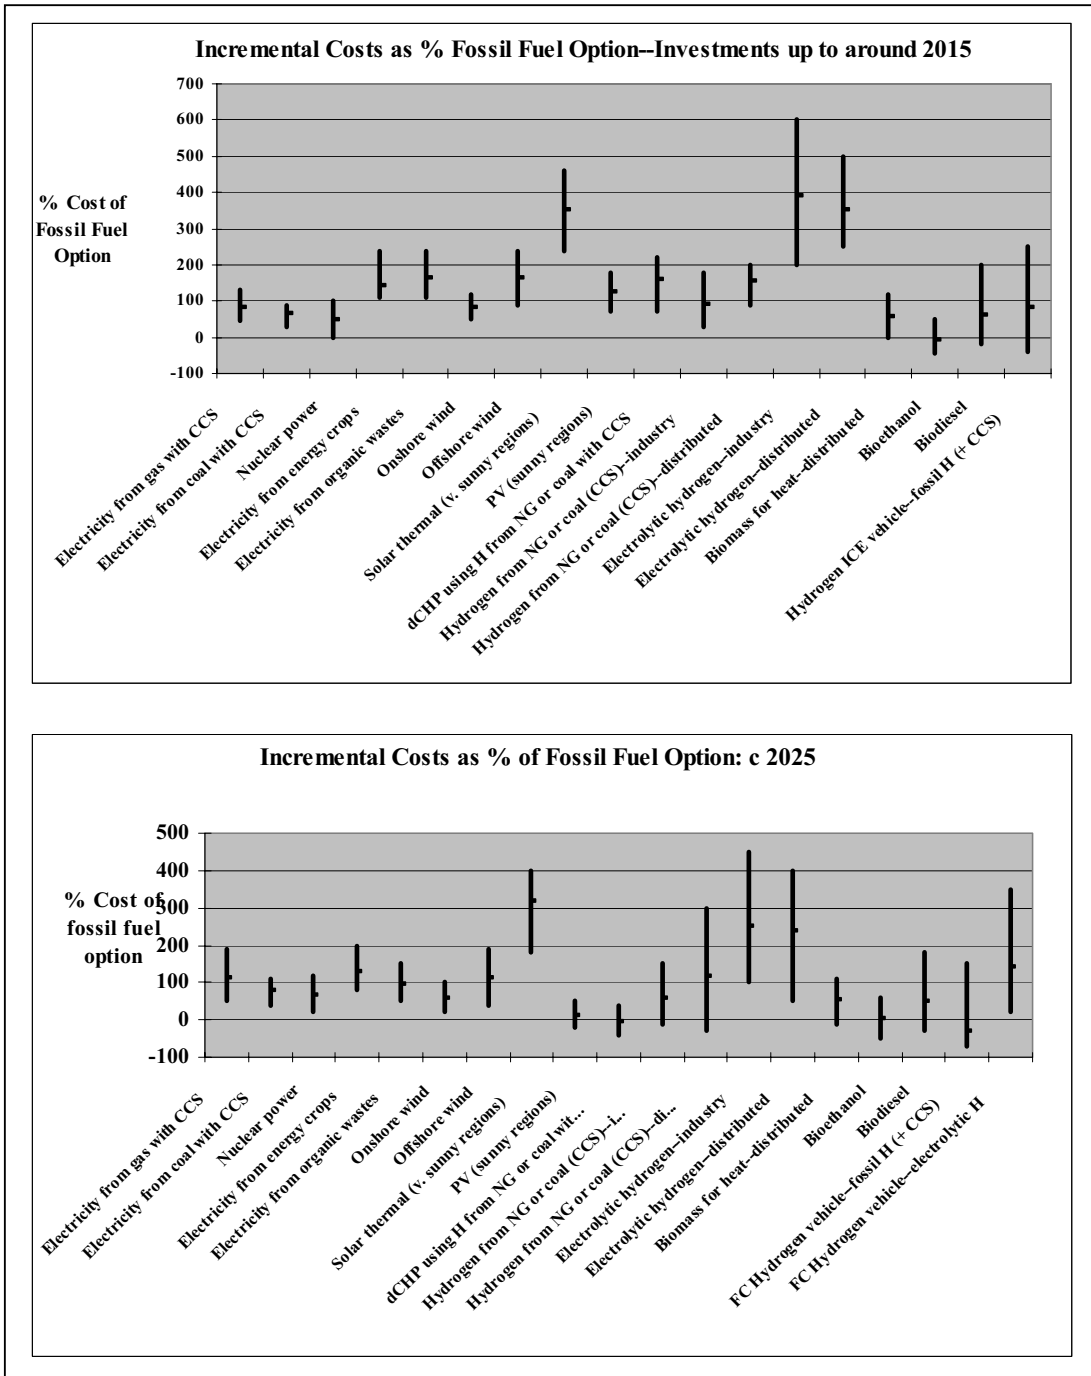 Incremental Costs as % Fossil Fuel Option--Investments up to around 2015
700
600
500
400
300
200
100
0
-100
% Cost of
Fossil Fuel
Option
Electricity from gas with CCS
Electricity from coal with CCS
Nuclear power
Electricity from energy crops
Electricity from organic wastes
Onshore wind
Offshore wind
Solar thermal (v. sunny regions)
PV (sunny regions)
dCHP using H from NG or coal with CCS
Hydrogen from NG or coal (CCS)--industry
Hydrogen from NG or coal (CCS)--distributed
Electrolytic hydrogen--industry
Electrolytic hydrogen--distributed
Biomass for heat--distributed
Bioethanol
Biodiesel
Hydrogen ICE vehicle--fossil H (+ CCS)
Incremental Costs as % of Fossil Fuel Option: c 2025
500
400
300
200
100
0
-100
% Cost of
fossil fuel
option
Electricity from gas with CCS
Electricity from coal with CCS
Nuclear power
Electricity from energy crops
Electricity from organic wastes
Onshore wind
Offshore wind
Solar thermal (v. sunny regions)
PV (sunny regions)
dCHP using H from NG or coal wit...
Hydrogen from NG or coal (CCS)--i...
Hydrogen from NG or coal (CCS)--di...
Electrolytic hydrogen--industry
Electrolytic hydrogen--distributed
Biomass for heat--distributed
Bioethanol
Biodiesel
FC Hydrogen vehicle--fossil H (+ CCS)
FC Hydrogen vehicle--electrolytic H